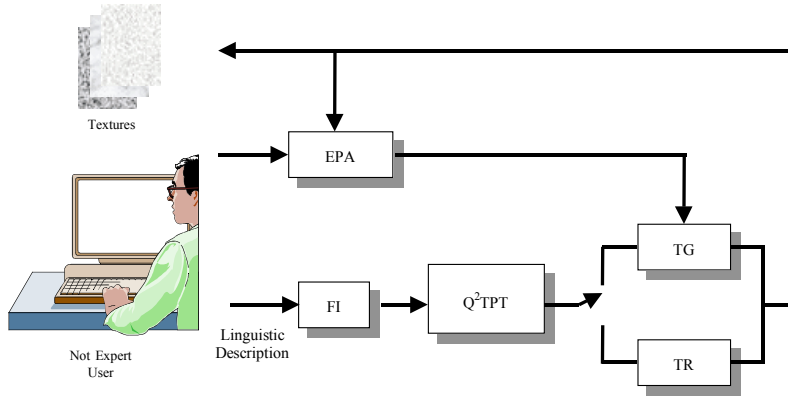 Textures
EPA
TG
FI
Q²TPT
Linguistic
Description
Not Expert
User
TR